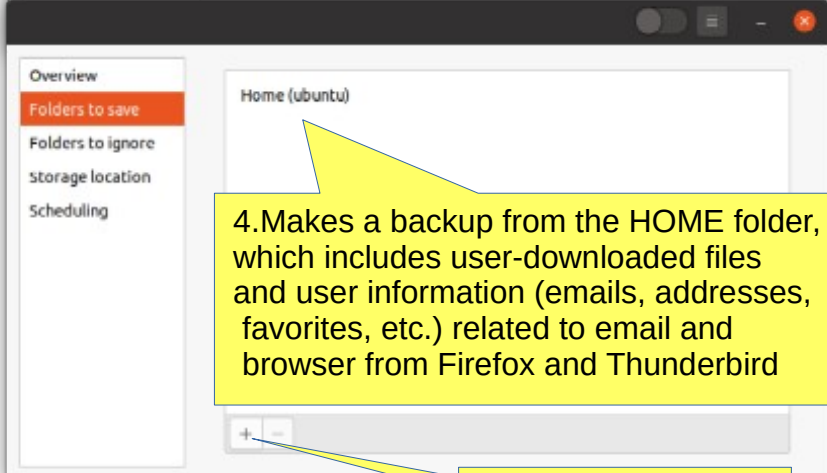 Overview
Folders to save
Folders to ignore
Storage location
Scheduling
Home (ubuntu)
4.Makes a backup from the HOME folder,
which includes user-downloaded files
and user information (emails, addresses,
favorites, etc.) related to email and
browser from Firefox and Thunderbird